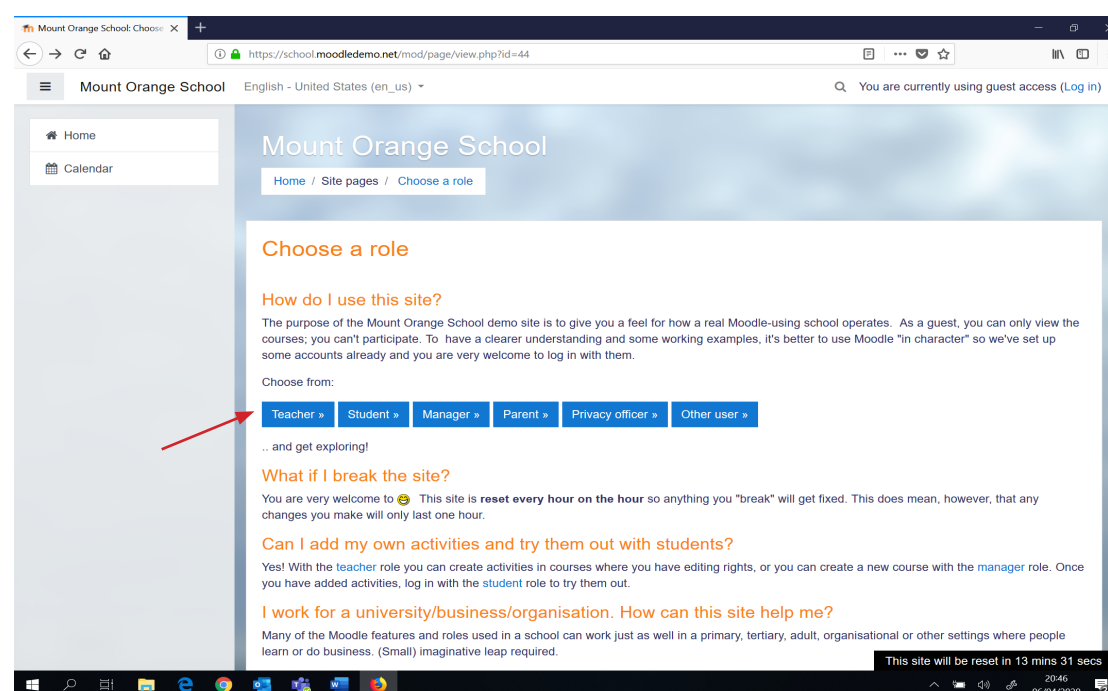 Mount Orange School: Choose
https://school.moodledemo.net/mod/page/view.php?id=44
Mount Orange School English - United States (en_us) You are currently using guest access (Log in)
Home
Calendar
Mount Orange School
Home / Site pages / Choose a role
Choose a role
How do I use this site?
The purpose of the Mount Orange School demo site is to give you a feel for how a real Moodle-using school operates. As a guest, you can only view the
courses; you can't participate. To have a clearer understanding and some working examples, it's better to use Moodle "in character" so we've set up
some accounts already and you are very welcome to log in with them.
Choose from:
Teacher » Student » Manager » Parent » Privacy officer » Other user »
.. and get exploring!
What if I break the site?
You are very welcome to This site is reset every hour on the hour so anything you "break" will get fixed. This does mean, however, that any
changes you make will only last one hour.
Can I add my own activities and try them out with students?
Yes! With the teacher role you can create activities in courses where you have editing rights, or you can create a new course with the manager role. Once
you have added activities, log in with the student role to try them out.
I work for a university/business/organisation. How can this site help me?
Many of the Moodle features and roles used in a school can work just as well in a primary, tertiary, adult, organisational or other settings where people
learn or do business. (Small) imaginative leap required.
This site will be reset in 13 mins 31 secs
20:46